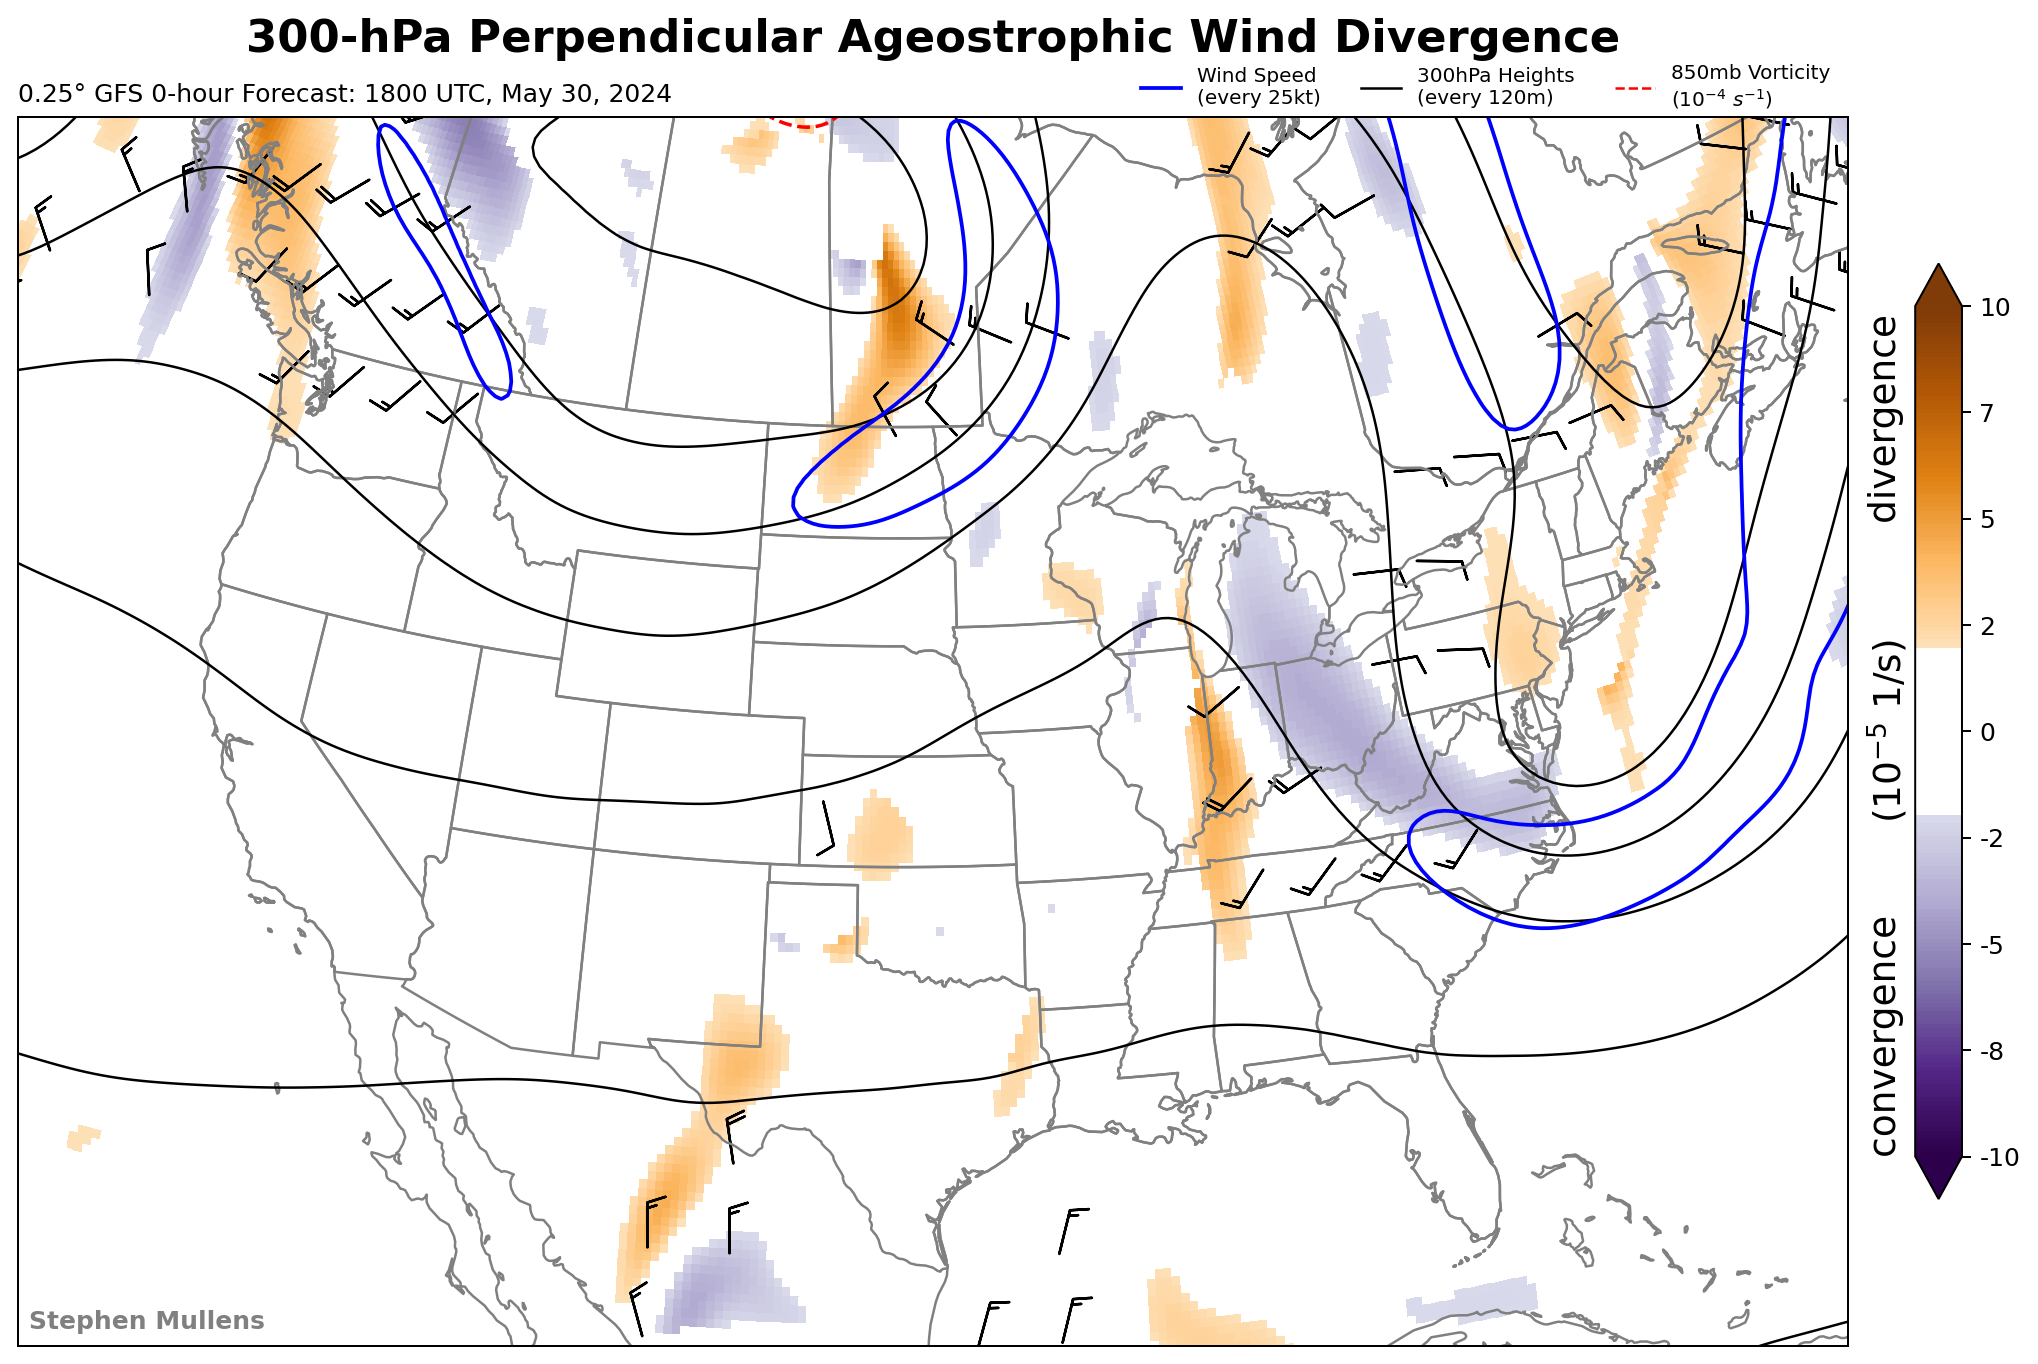 300-hPa Perpendicular Ageostrophic Wind Divergence
0.25° GFS 0-hour Forecast: 1800 UTC, May 30, 2024
Wind Speed
(every 25kt)
300hPa Heights
(every 120m)
850mb Vorticity
(10⁻⁴ s⁻¹)
10
7
5
2
0
-2
-5
-8
-10
convergence (10⁻⁵ 1/s) divergence
Stephen Mullens